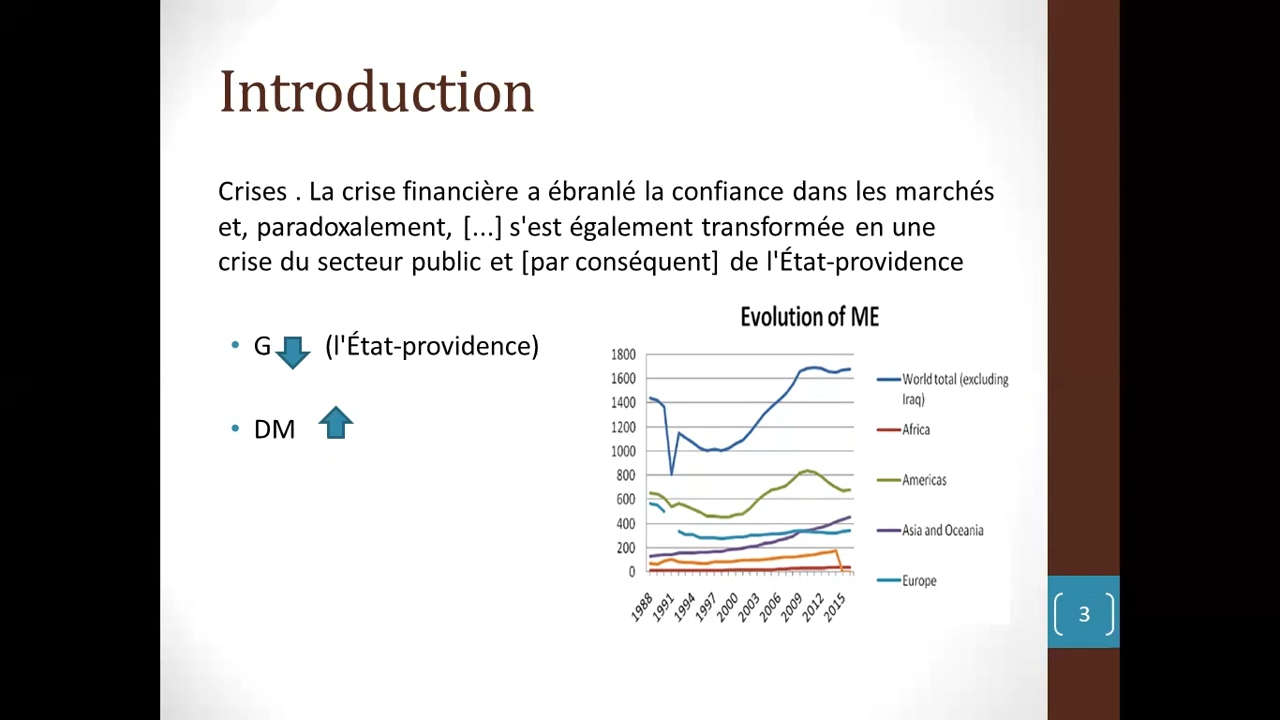 Introduction
Crises . La crise financière a ébranlé la confiance dans les marchés
et, paradoxalement, [...] s'est également transformée en une
crise du secteur public et [par conséquent] de l'État-providence
• G (l'État-providence)
• DM
Evolution of ME
1800
1600
1400
1200
1000
800
600
400
200
0
1988
1991
1994
1997
2000
2003
2006
2009
2012
2015
World total (excluding
Iraq)
Africa
Americas
Asia and Oceania
Europe
3